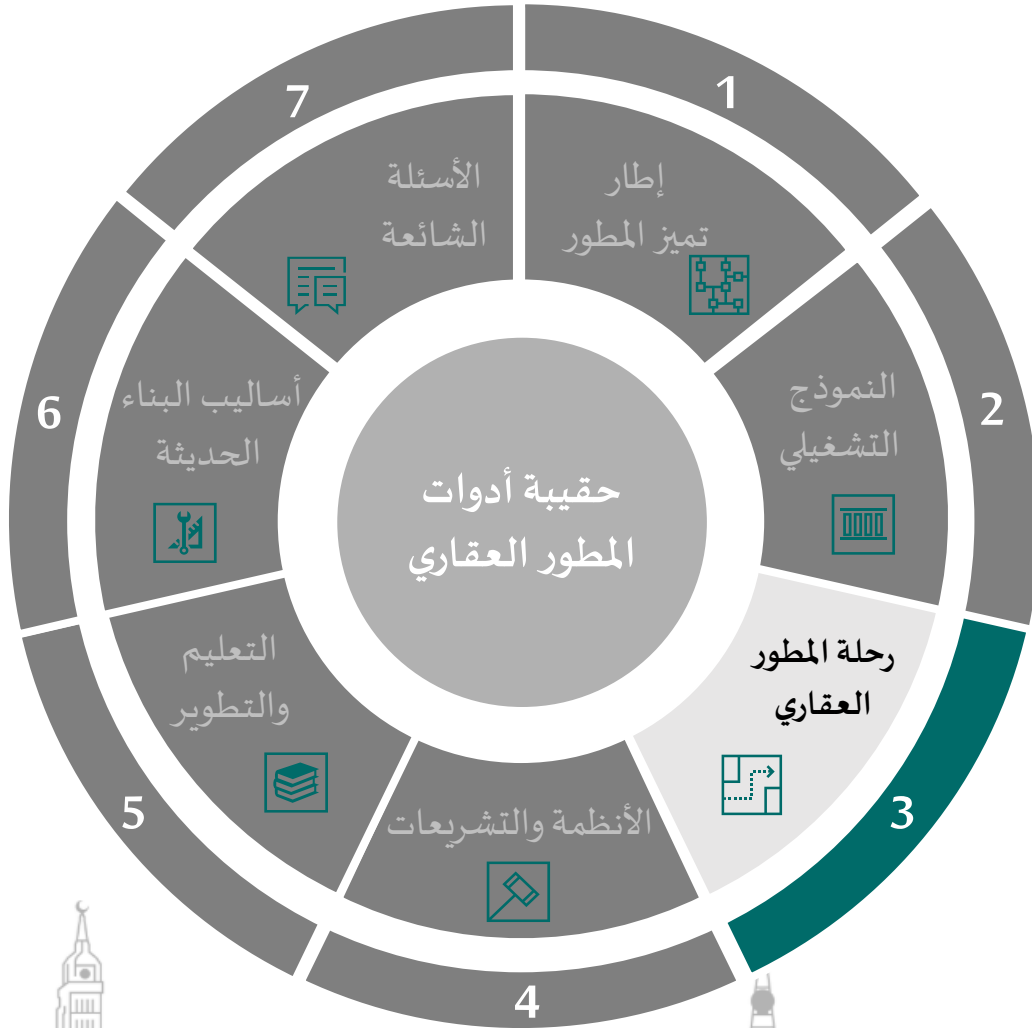 حقيبة أدوات
المطور العقاري
1
إطار
تميز المطور
2
النموذج
التشغيلي
3
رحلة المطور
العقاري
4
الأنظمة والتشريعات
5
التعليم
والتطوير
6
أساليب البناء
الحديثة
7
الأسئلة
الشائعة